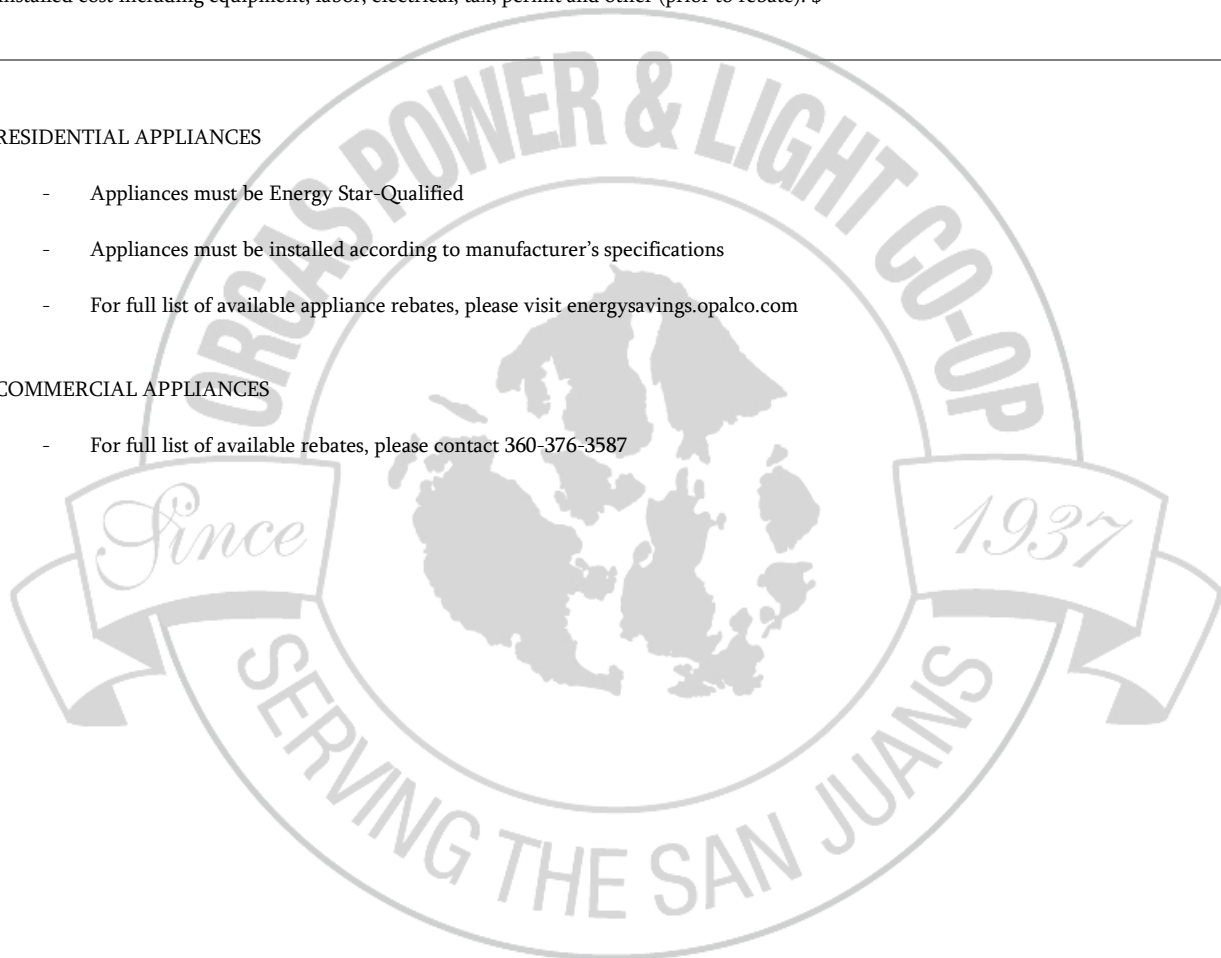 installed cost including equipment, labor, electrical, tax, permit and other (prior to rebate): $
RESIDENTIAL APPLIANCES
- Appliances must be Energy Star-Qualified
- Appliances must be installed according to manufacturer's specifications
- For full list of available appliance rebates, please visit energysavings.opalco.com
COMMERCIAL APPLIANCES
- For full list of available rebates, please contact 360-376-3587
ORCAS POWER & LIGHT CO-OP
Since
1937
SERVING THE SAN JUANS